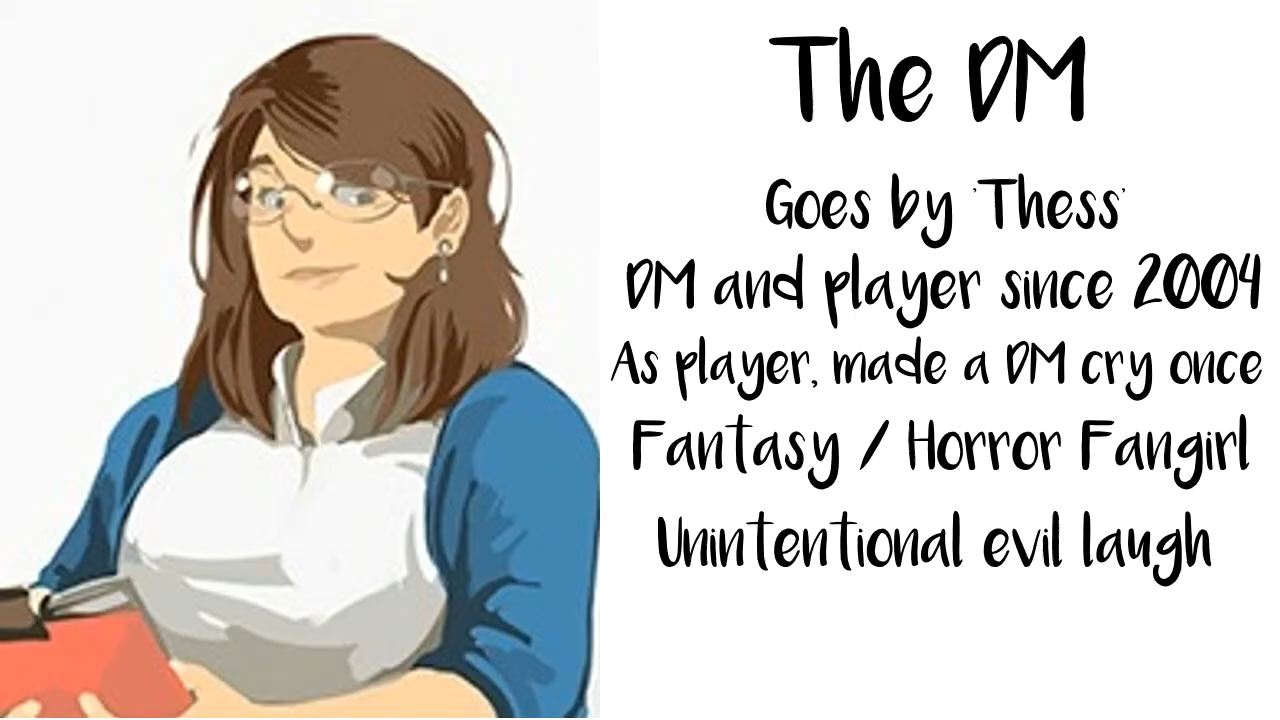 The DM
Goes by 'Thess'
DM and player since 2004
As player, made a DM cry once
Fantasy / Horror Fangirl
Unintentional evil laugh